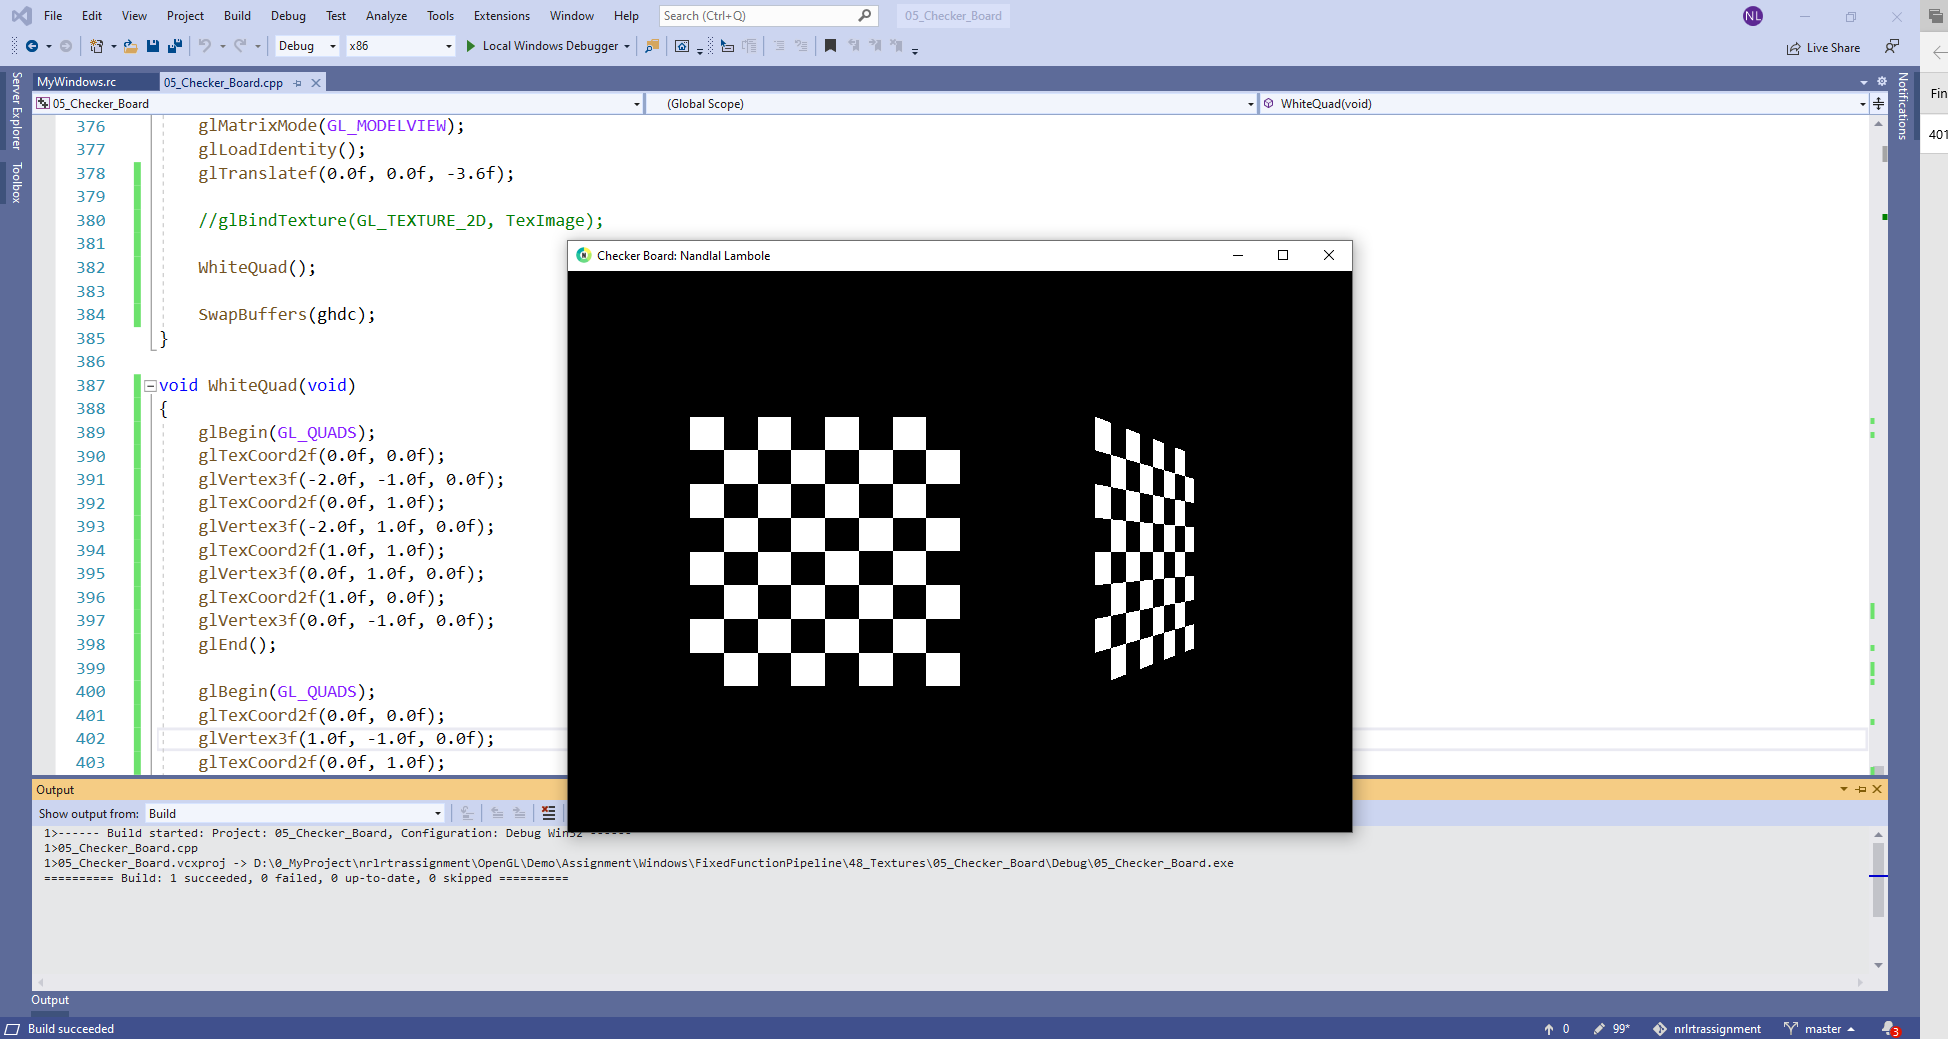 File Edit View Project Build Debug Test Analyze Tools Extensions Window Help Search (Ctrl+Q) 05_Checker_Board NL
Debug x86 Local Windows Debugger Live Share
Server Explorer
Toolbox
Notifications
Fin
401
MyWindows.rc 05_Checker_Board.cpp
05_Checker_Board (Global Scope) WhiteQuad(void)
376 glMatrixMode(GL_MODELVIEW);
377 glLoadIdentity();
378 glTranslatef(0.0f, 0.0f, -3.6f);
379
380 //glBindTexture(GL_TEXTURE_2D, TexImage);
381
382 WhiteQuad();
383
384 SwapBuffers(ghdc);
385 }
386
387 void WhiteQuad(void)
388 {
389 glBegin(GL_QUADS);
390 glTexCoord2f(0.0f, 0.0f);
391 glVertex3f(-2.0f, -1.0f, 0.0f);
392 glTexCoord2f(0.0f, 1.0f);
393 glVertex3f(-2.0f, 1.0f, 0.0f);
394 glTexCoord2f(1.0f, 1.0f);
395 glVertex3f(0.0f, 1.0f, 0.0f);
396 glTexCoord2f(1.0f, 0.0f);
397 glVertex3f(0.0f, -1.0f, 0.0f);
398 glEnd();
399
400 glBegin(GL_QUADS);
401 glTexCoord2f(0.0f, 0.0f);
402 glVertex3f(1.0f, -1.0f, 0.0f);
403 glTexCoord2f(0.0f, 1.0f);
Checker Board: Nandlal Lambole
Output
Show output from: Build
1>------ Build started: Project: 05_Checker_Board, Configuration: Debug Win32 ------
1>05_Checker_Board.cpp
1>05_Checker_Board.vcxproj -> D:\0_MyProject\nrlrtrassignment\OpenGL\Demo\Assignment\Windows\FixedFunctionPipeline\48_Textures\05_Checker_Board\Debug\05_Checker_Board.exe
========== Build: 1 succeeded, 0 failed, 0 up-to-date, 0 skipped ==========
Output
Build succeeded 0 99* nrlrtrassignment master 3